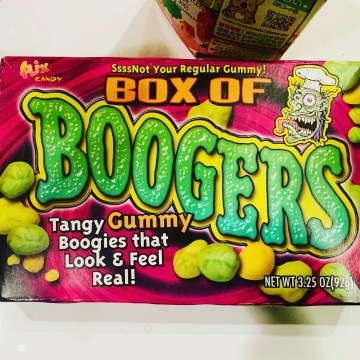 flix
CANDY
SsssNot Your Regular Gummy!
BOX OF
BOOGERS
Tangy Gummy
Boogies that
Look & Feel
Real!
NET WT 3.25 OZ(92g)